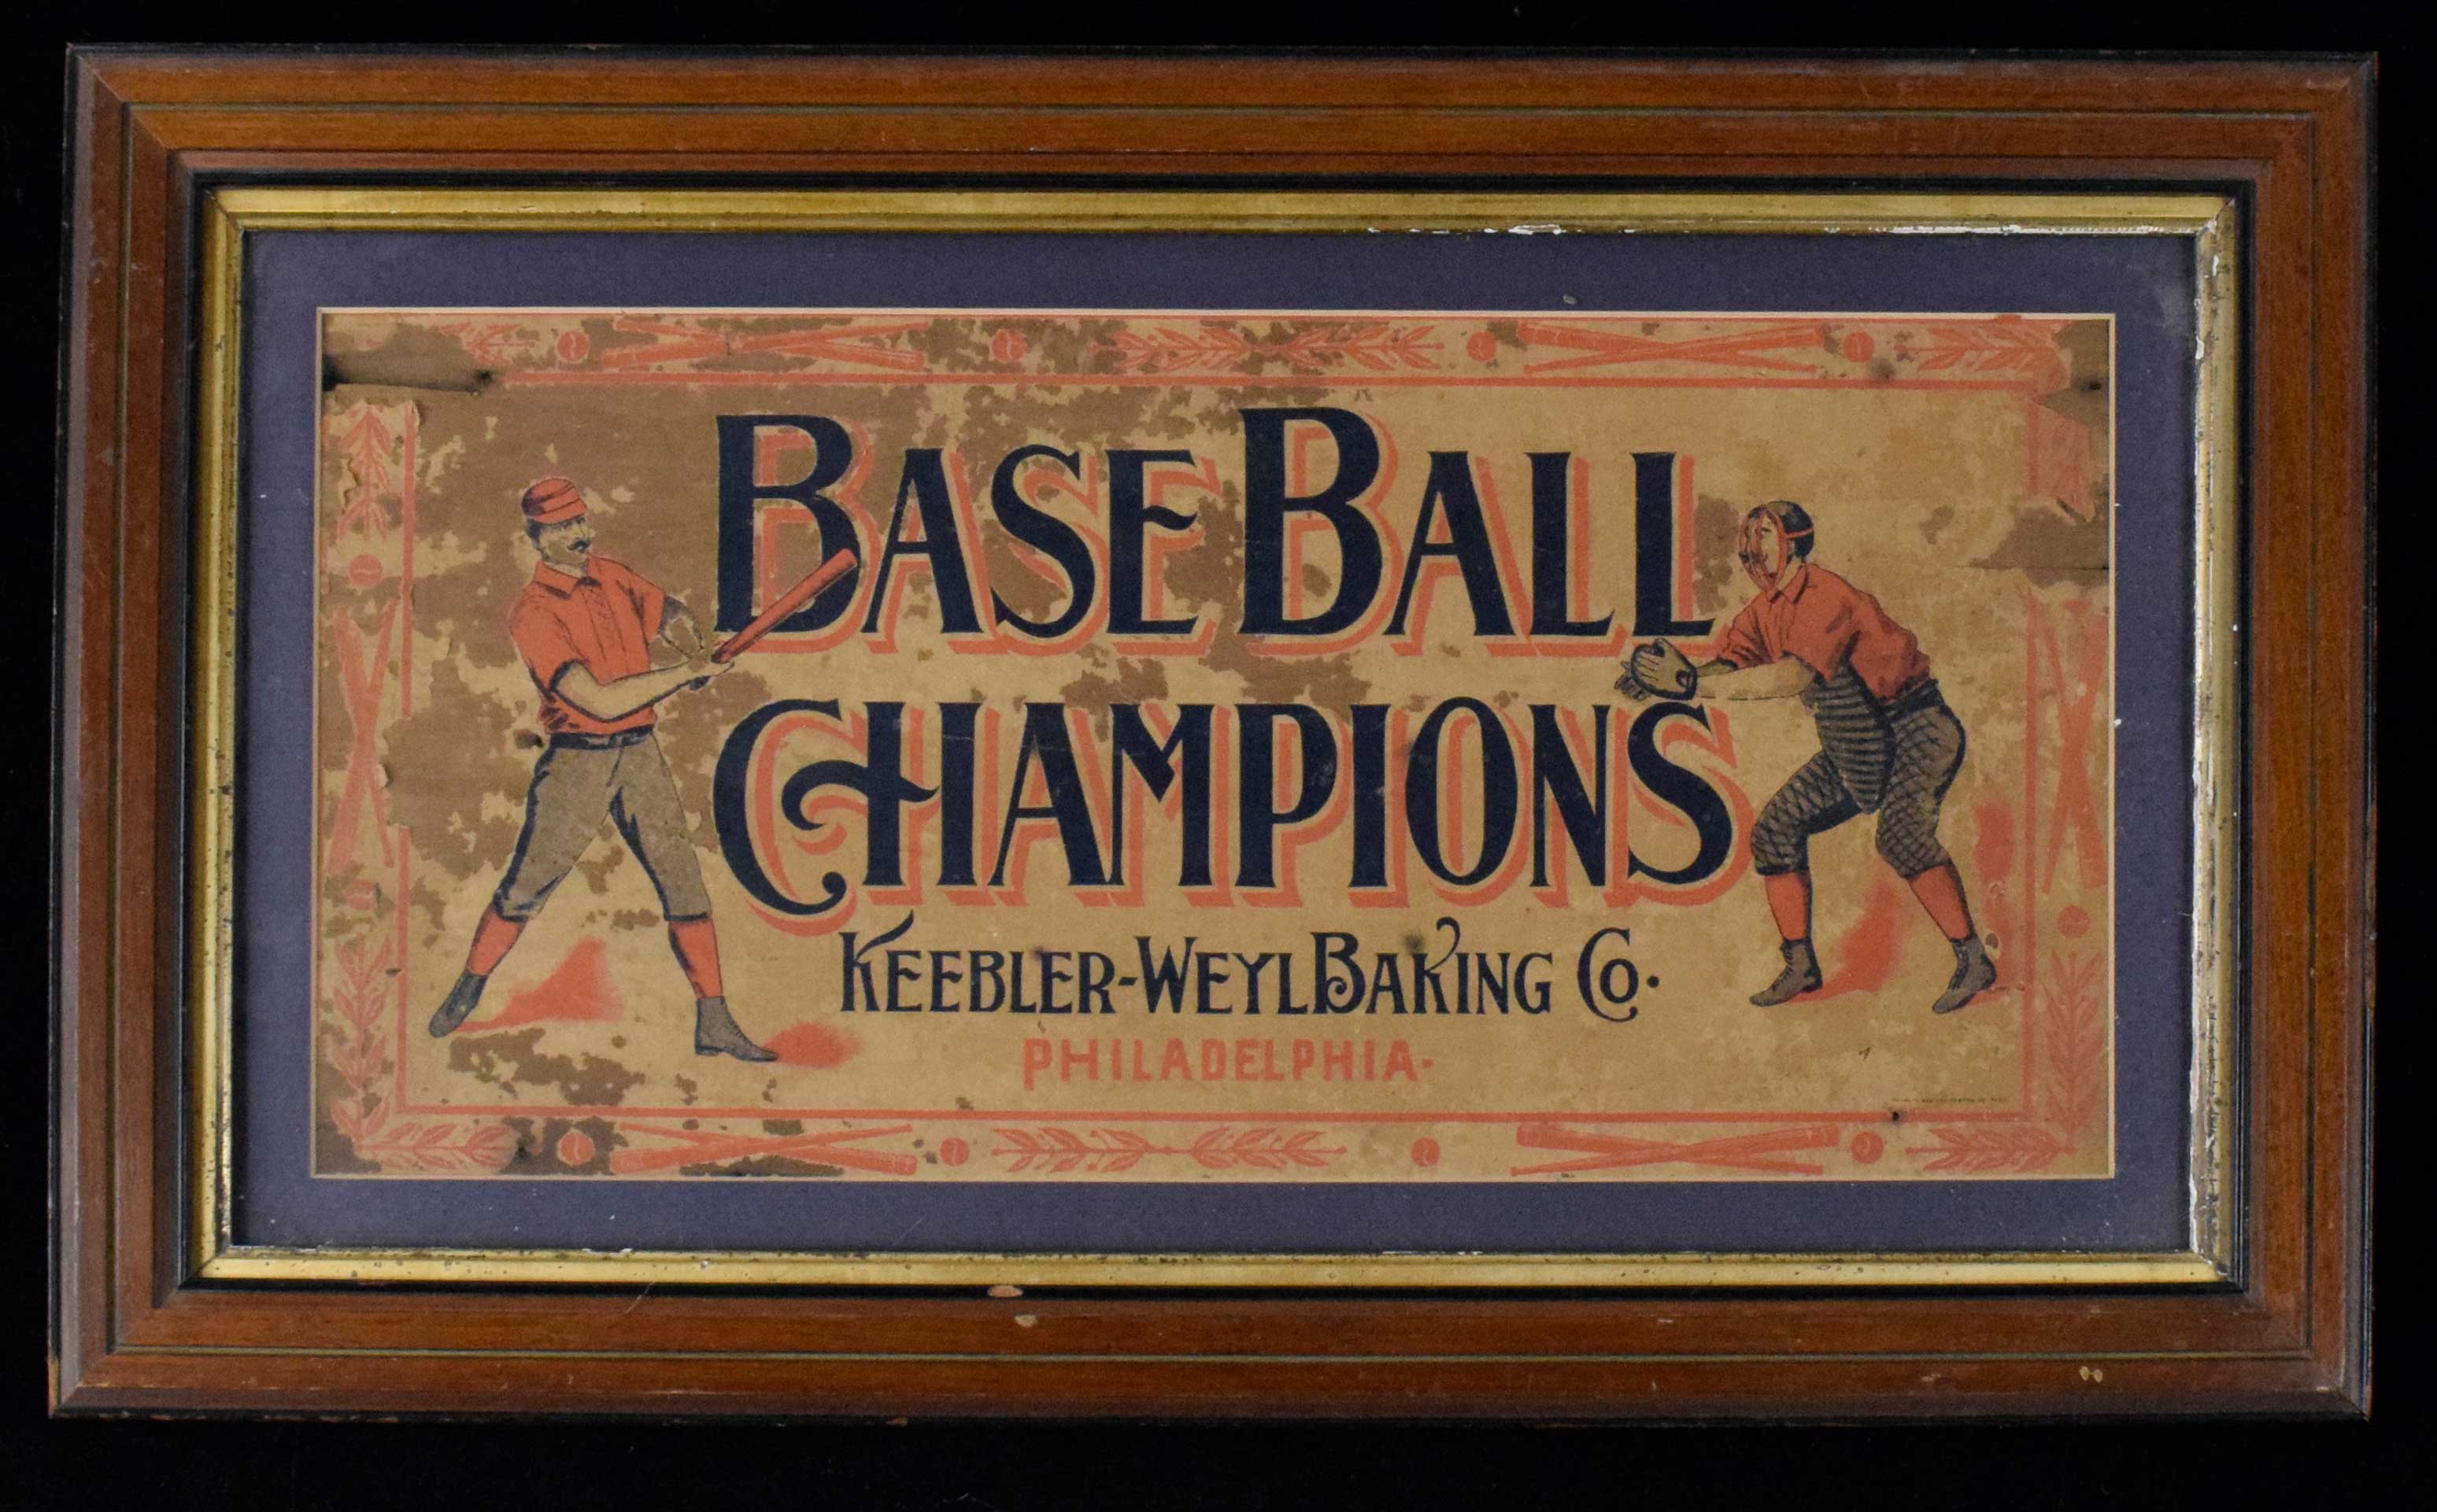 BASE BALL
CHAMPIONS
KEEBLER-WEYL BAKING CO.
PHILADELPHIA.